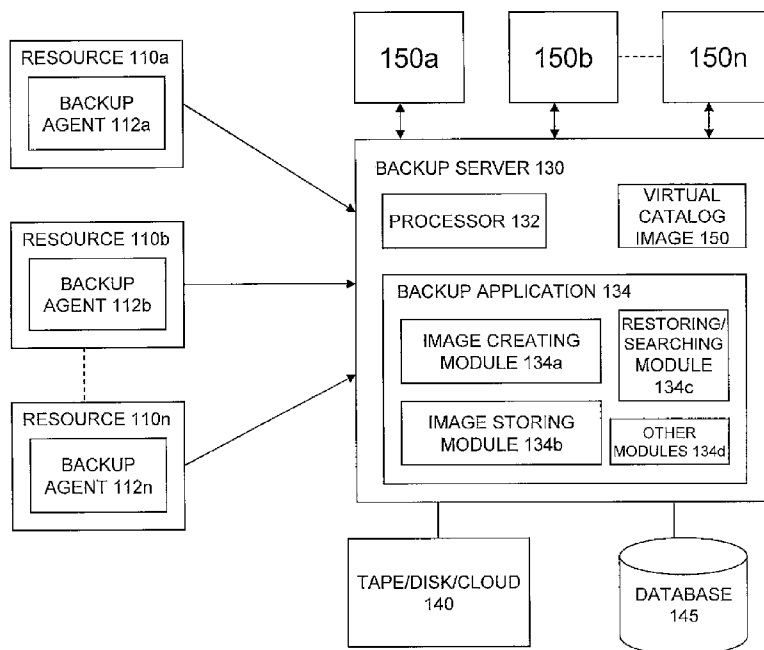 RESOURCE 110a
BACKUP
AGENT 112a
RESOURCE 110b
BACKUP
AGENT 112b
RESOURCE 110n
BACKUP
AGENT 112n
150a
150b
150n
BACKUP SERVER 130
PROCESSOR 132
VIRTUAL
CATALOG
IMAGE 150
BACKUP APPLICATION 134
IMAGE CREATING
MODULE 134a
RESTORING/
SEARCHING
MODULE
134c
IMAGE STORING
MODULE 134b
OTHER
MODULES 134d
TAPE/DISK/CLOUD
140
DATABASE
145